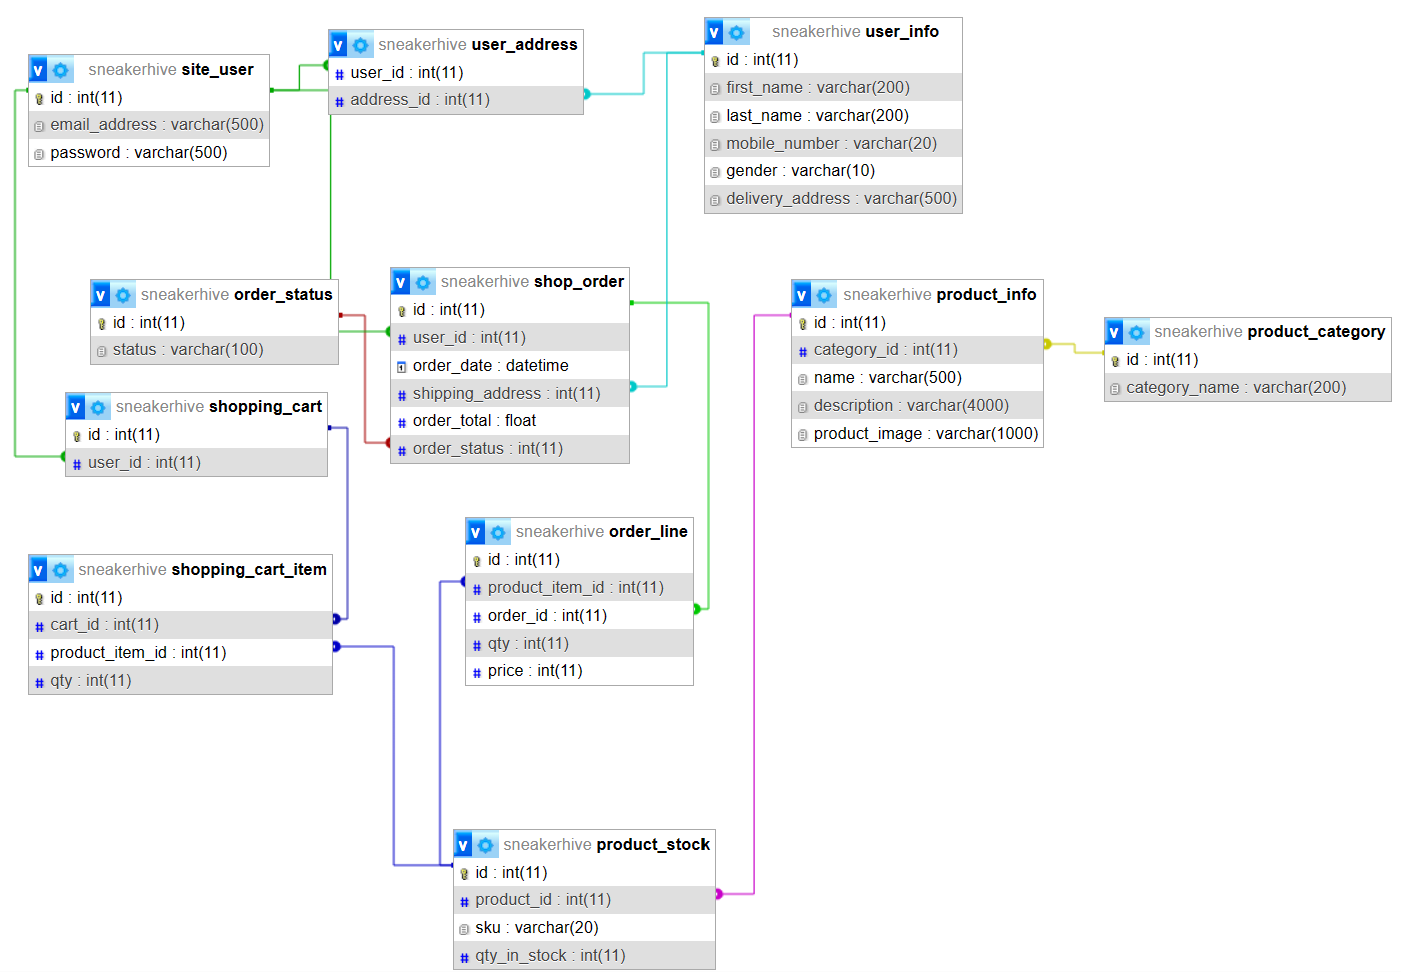 sneakerhive site_user
id : int(11)
email_address : varchar(500)
password : varchar(500)
sneakerhive user_address
user_id : int(11)
address_id : int(11)
sneakerhive user_info
id : int(11)
first_name : varchar(200)
last_name : varchar(200)
mobile_number : varchar(20)
gender : varchar(10)
delivery_address : varchar(500)
sneakerhive order_status
id : int(11)
status : varchar(100)
sneakerhive shop_order
id : int(11)
user_id : int(11)
order_date : datetime
shipping_address : int(11)
order_total : float
order_status : int(11)
sneakerhive product_info
id : int(11)
category_id : int(11)
name : varchar(500)
description : varchar(4000)
product_image : varchar(1000)
sneakerhive product_category
id : int(11)
category_name : varchar(200)
sneakerhive shopping_cart
id : int(11)
user_id : int(11)
sneakerhive shopping_cart_item
id : int(11)
cart_id : int(11)
product_item_id : int(11)
qty : int(11)
sneakerhive order_line
id : int(11)
product_item_id : int(11)
order_id : int(11)
qty : int(11)
price : int(11)
sneakerhive product_stock
id : int(11)
product_id : int(11)
sku : varchar(20)
qty_in_stock : int(11)